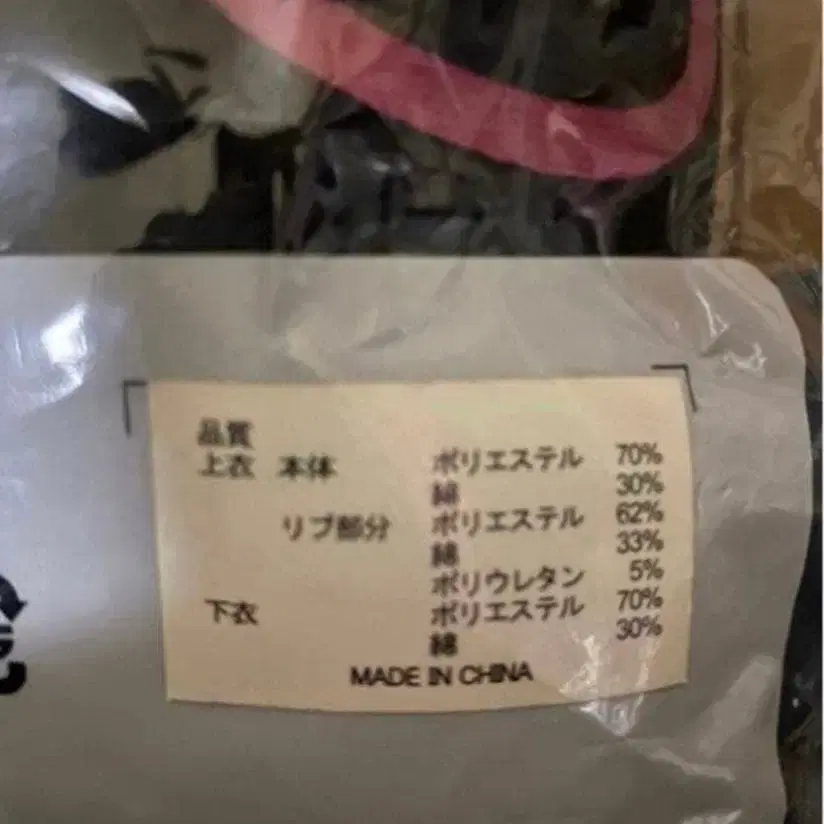 品質
上衣 本体 ポリエステル 70%
綿 30%
リブ部分 ポリエステル 62%
綿 33%
ポリウレタン 5%
下衣 ポリエステル 70%
綿 30%
MADE IN CHINA